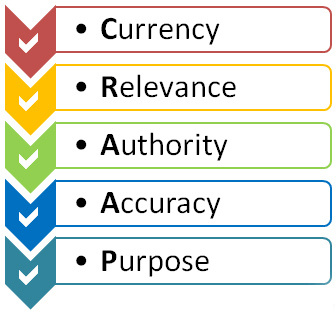 • Currency
• Relevance
• Authority
• Accuracy
• Purpose